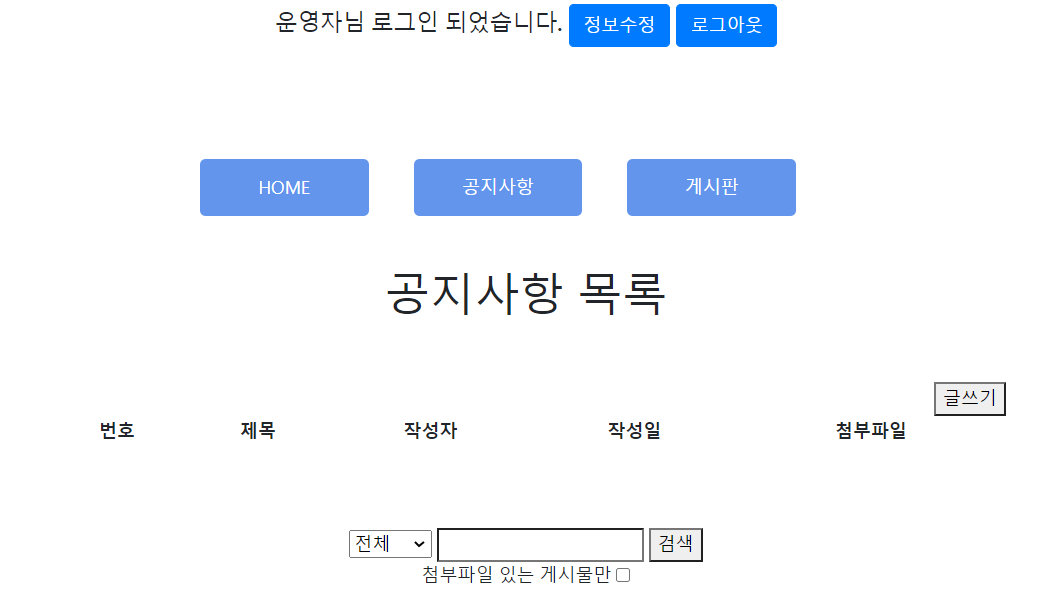 운영자님 로그인 되었습니다. 정보수정 로그아웃
HOME 공지사항 게시판
공지사항 목록
글쓰기
번호 제목 작성자 작성일 첨부파일
전체 검색
첨부파일 있는 게시물만